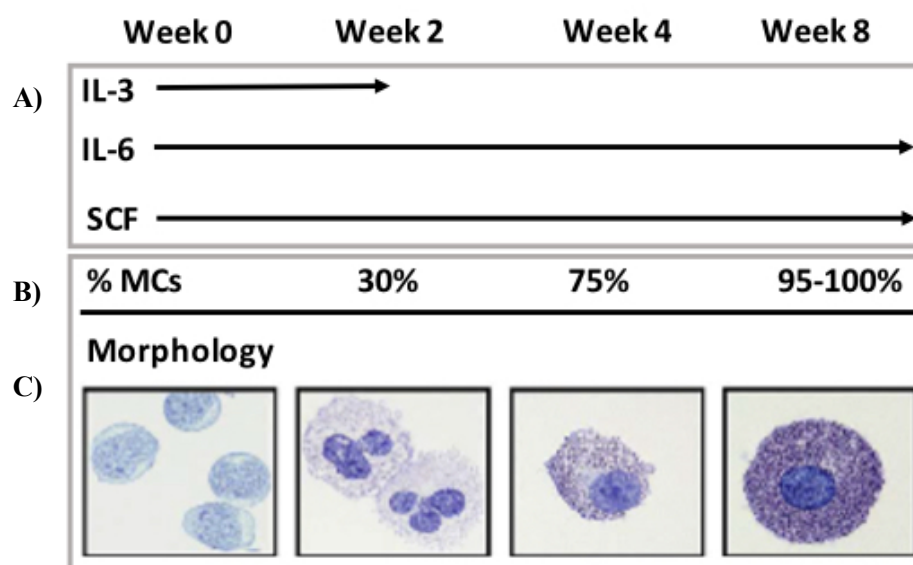 Week 0 Week 2 Week 4 Week 8
A) IL-3
IL-6
SCF
B) % MCs 30% 75% 95-100%
Morphology
C)